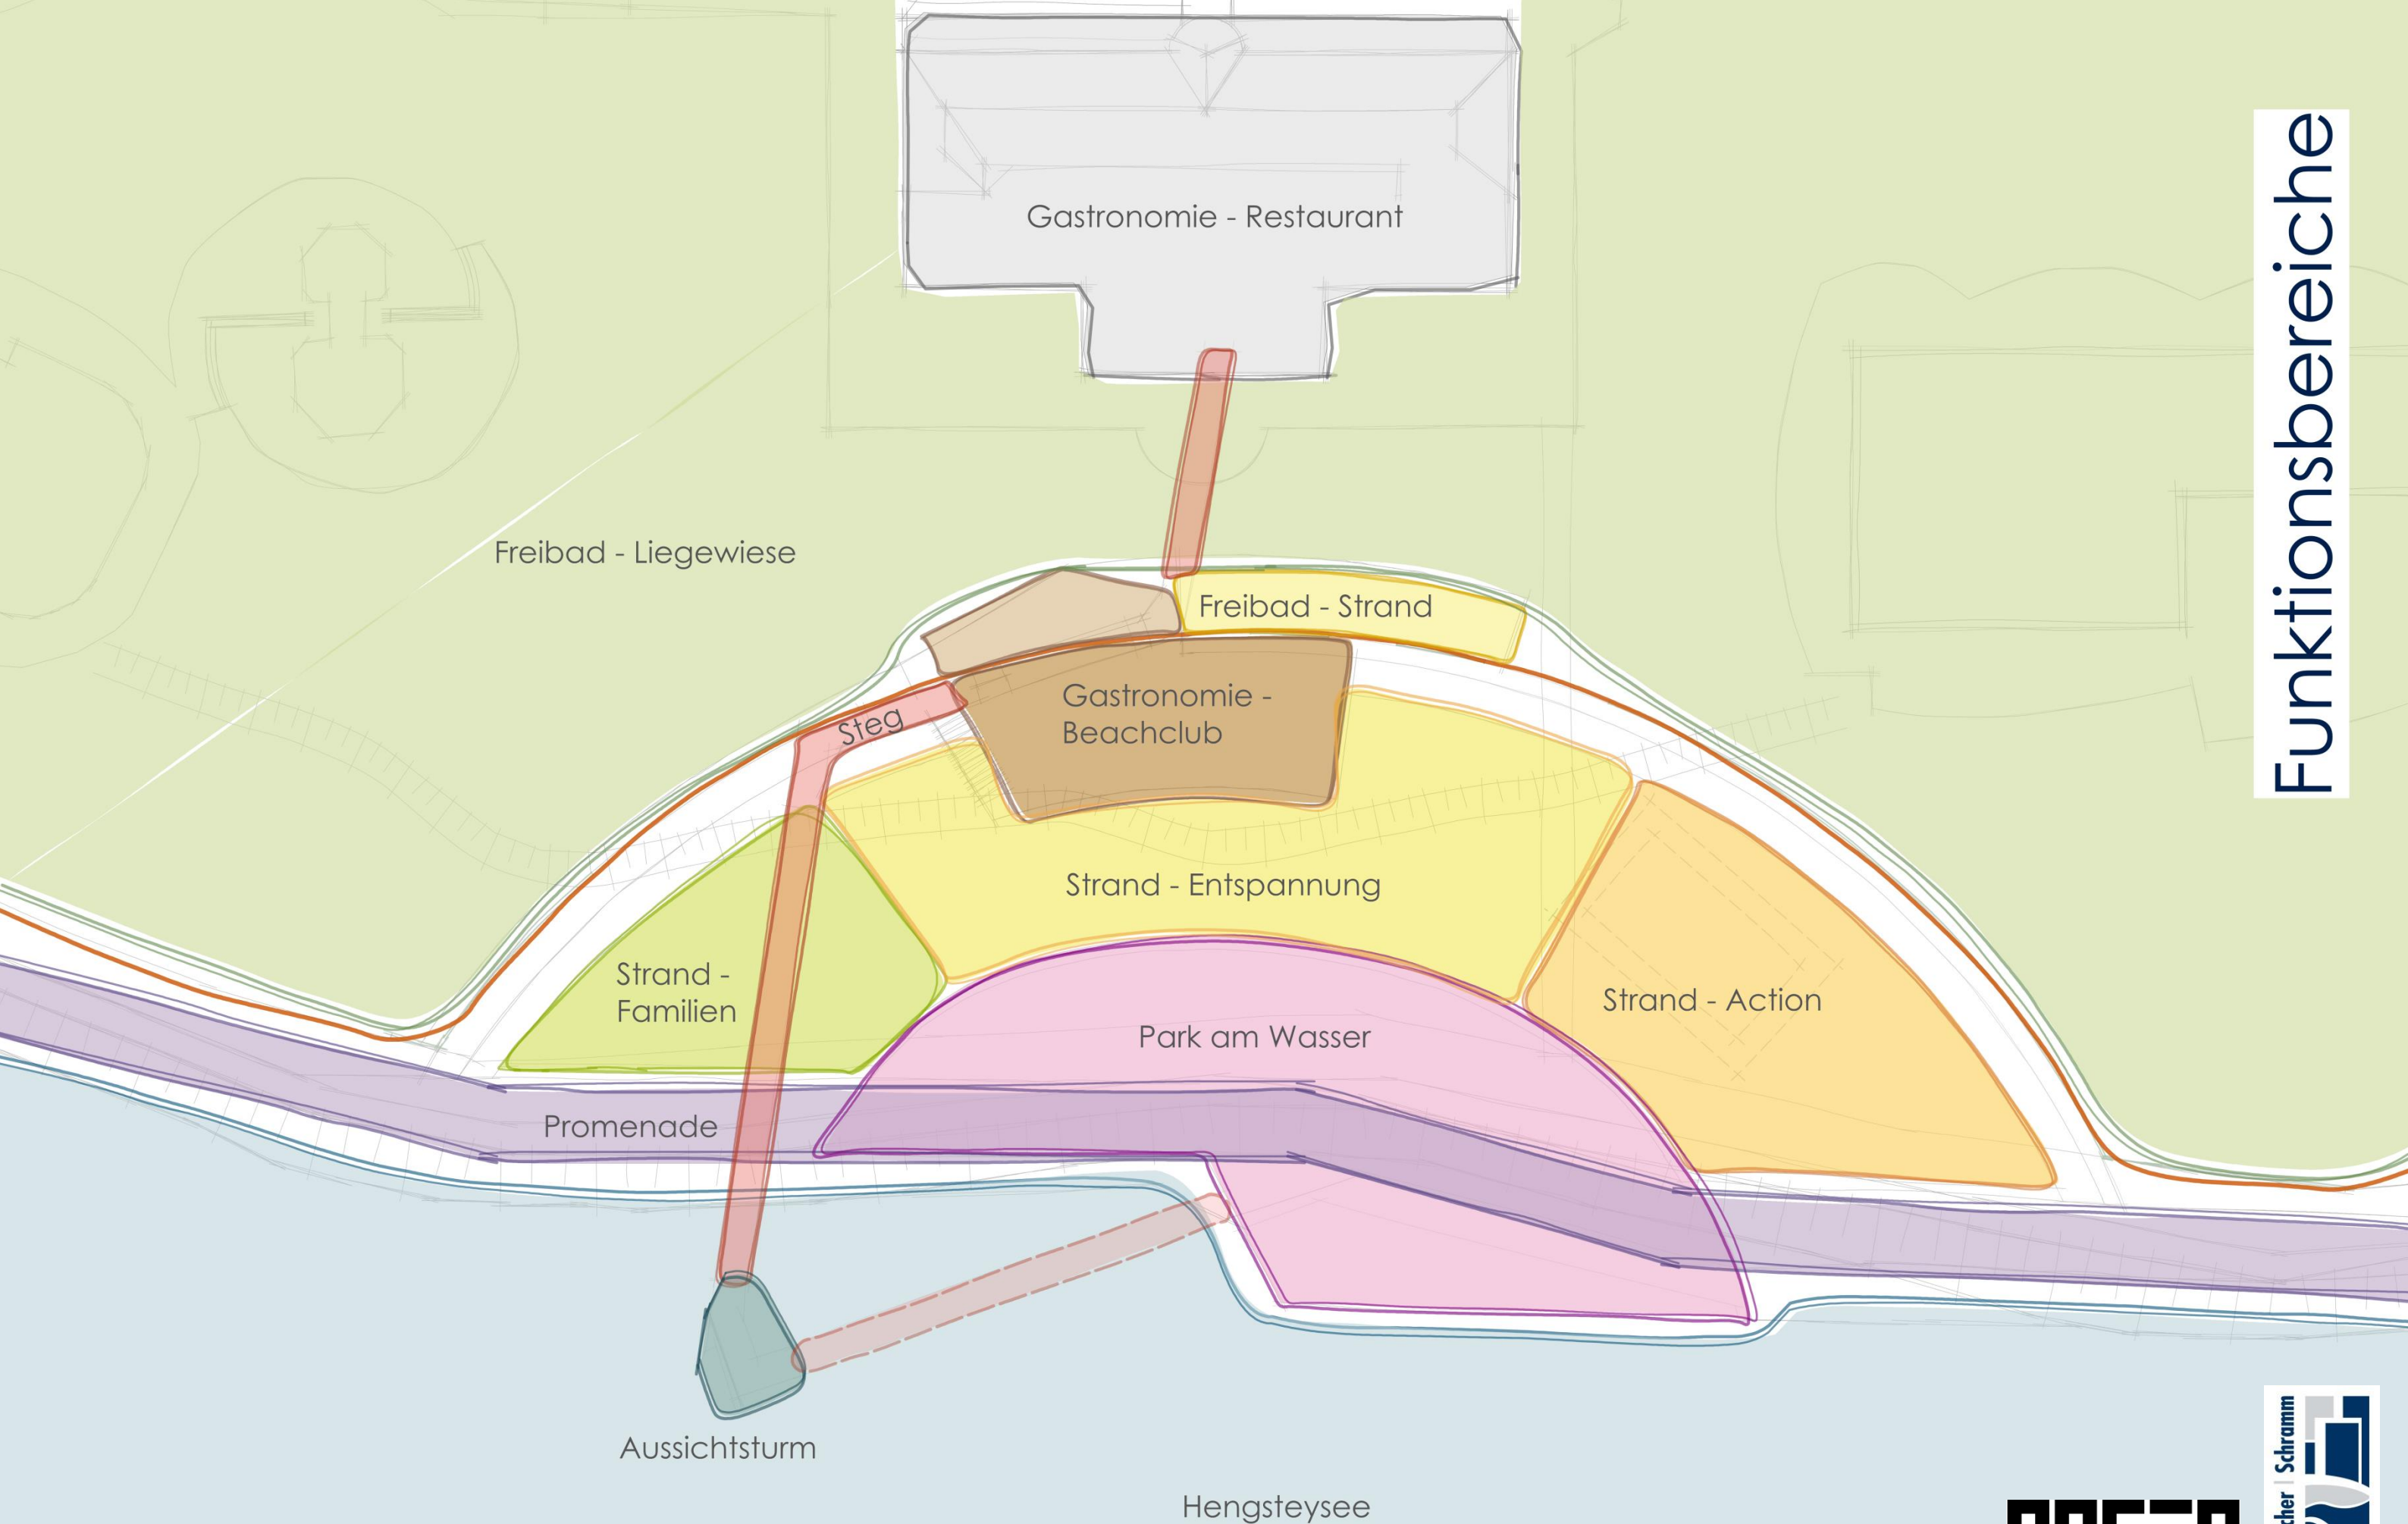 Gastronomie - Restaurant
Funktionsbereiche
Freibad - Liegewiese
Freibad - Strand
Gastronomie -
Beachclub
Steg
Strand - Entspannung
Strand -
Familien
Strand - Action
Park am Wasser
Promenade
Aussichtsturm
Hengsteysee
Schramm